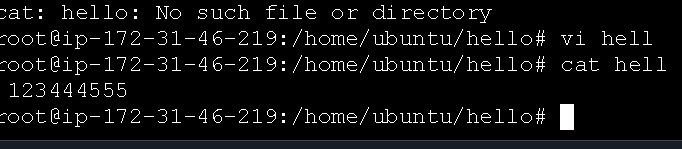 cat: hello: No such file or directory
root@ip-172-31-46-219:/home/ubuntu/hello# vi hell
root@ip-172-31-46-219:/home/ubuntu/hello# cat hell
123444555
root@ip-172-31-46-219:/home/ubuntu/hello#